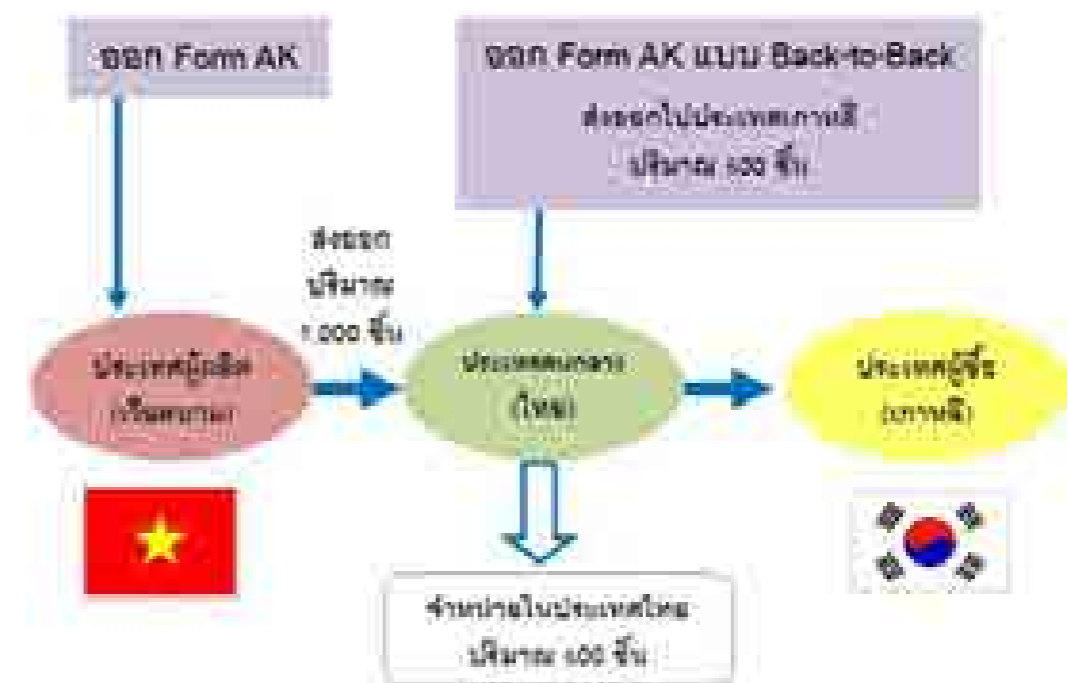 ออก Form AK
ออก Form AK แบบ Back-to-Back
ส่งออกไปประเทศเกาหลี
ปริมาณ ชิ้น
ส่งออก
ปริมาณ
1,000 ชิ้น
ประเทศผู้ผลิต
(เวียดนาม)
ประเทศคนกลาง
(ไทย)
ประเทศผู้ซื้อ
(เกาหลี)
จำหน่ายในประเทศไทย
ปริมาณ ชิ้น